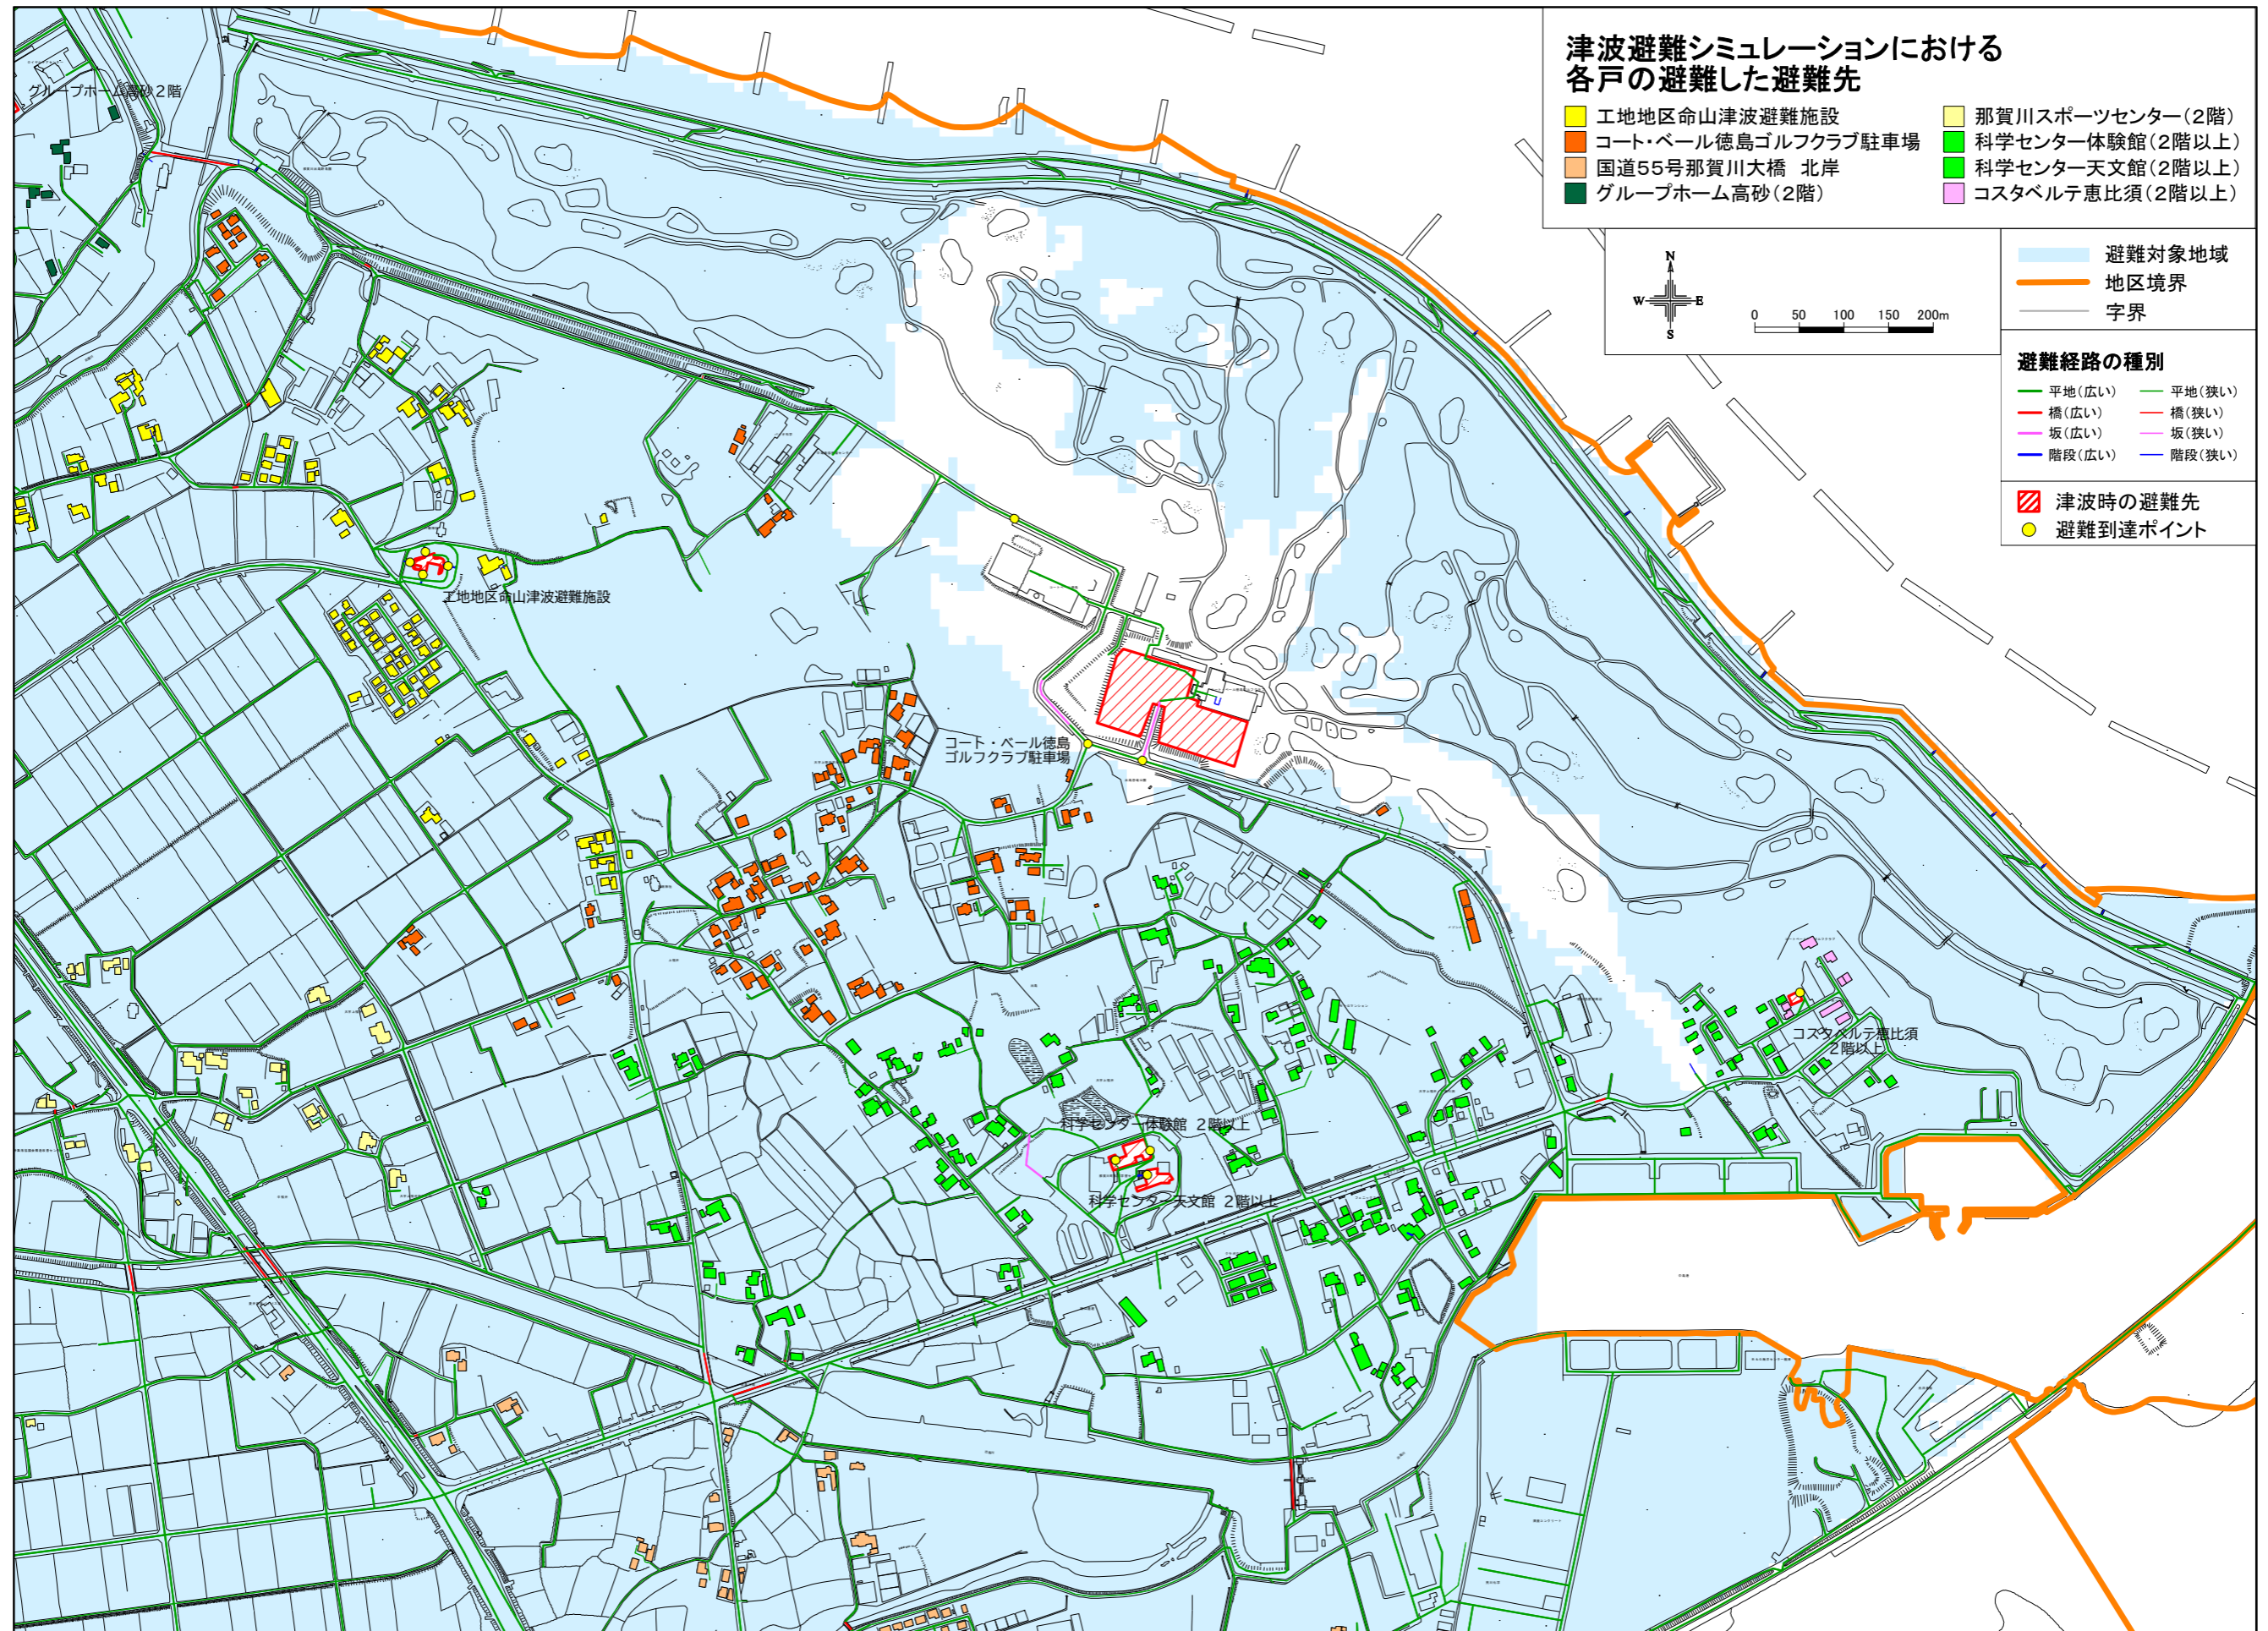 津波避難シミュレーションにおける
各戸の避難した避難先
工地地区命山津波避難施設
コート・ベール徳島ゴルフクラブ駐車場
国道55号那賀川大橋 北岸
グループホーム高砂(2階)
那賀川スポーツセンター(2階)
科学センター体験館(2階以上)
科学センター天文館(2階以上)
コスタベルテ恵比須(2階以上)
N
W E
S
0 50 100 150 200m
避難対象地域
地区境界
字界
避難経路の種別
平地(広い) 平地(狭い)
橋(広い) 橋(狭い)
坂(広い) 坂(狭い)
階段(広い) 階段(狭い)
津波時の避難先
避難到達ポイント
グループホーム高砂2階
工地地区命山津波避難施設
コート・ベール徳島
ゴルフクラブ駐車場
コスタベルテ恵比須
2階以上
科学センター体験館 2階以上
科学センター天文館 2階以上